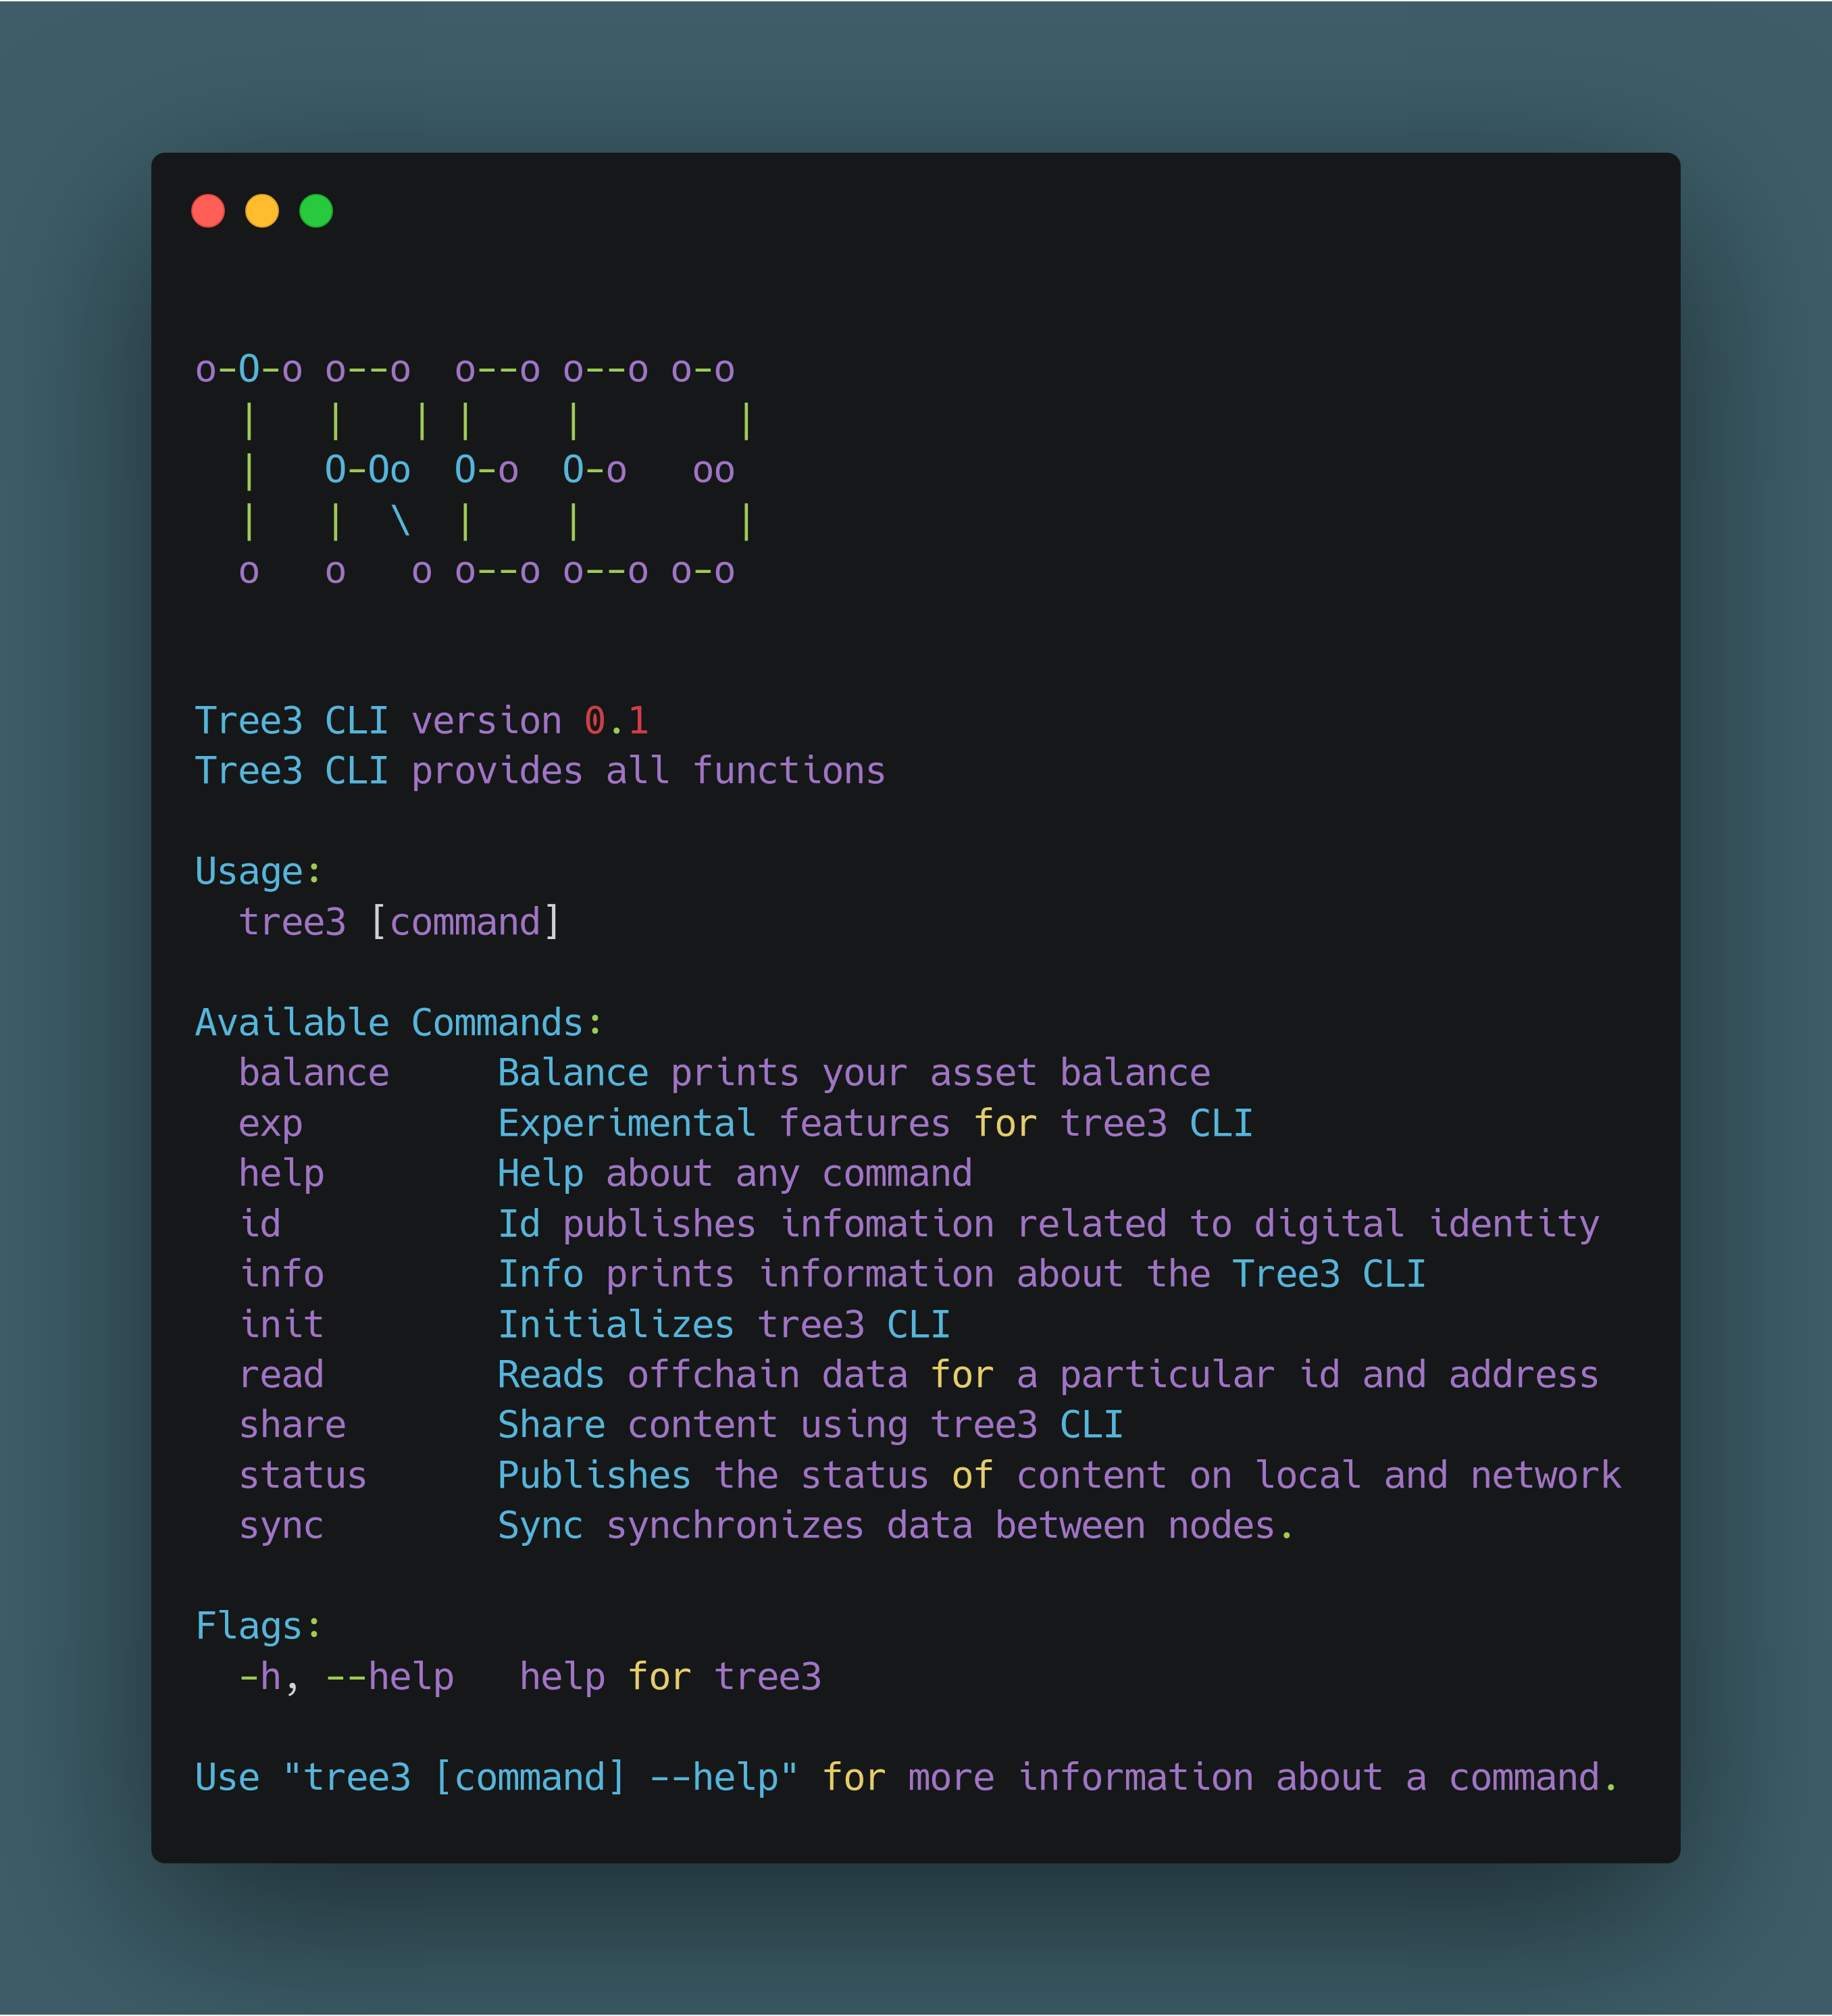 o-O-o o--o  o--o o--o o-o
  |   |   | |    |       |
  |   O-Oo  O-o  O-o   oo
  |   |  \  |    |       |
  o   o   o o--o o--o o-o
Tree3 CLI version 0.1
Tree3 CLI provides all functions
Usage:
  tree3 [command]
Available Commands:
  balance     Balance prints your asset balance
  exp         Experimental features for tree3 CLI
  help        Help about any command
  id          Id publishes infomation related to digital identity
  info        Info prints information about the Tree3 CLI
  init        Initializes tree3 CLI
  read        Reads offchain data for a particular id and address
  share       Share content using tree3 CLI
  status      Publishes the status of content on local and network
  sync        Sync synchronizes data between nodes.
Flags:
  -h, --help   help for tree3
Use "tree3 [command] --help" for more information about a command.